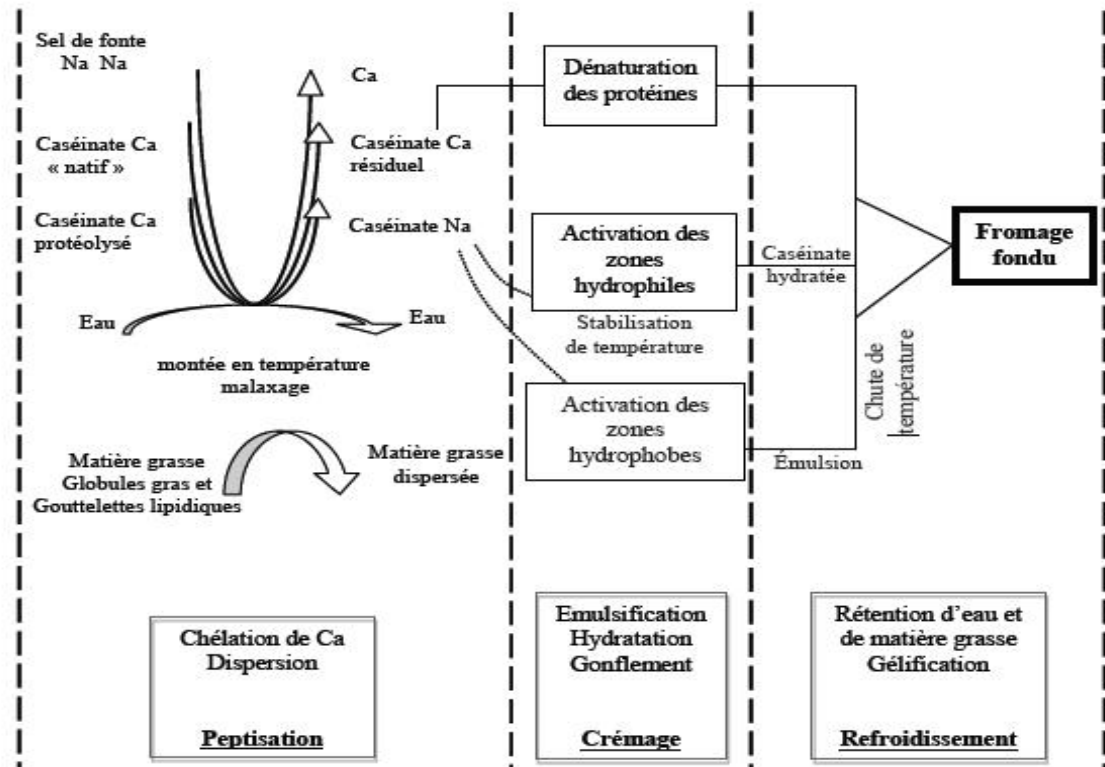 Sel de fonte
Na Na
Ca
Caséinate Ca
« natif »
Caséinate Ca
résiduel
Caséinate Ca
protéolysé
Caséinate Na
Eau
Eau
montée en température
malaxage
Matière grasse
Globules gras et
Gouttelettes lipidiques
Matière grasse
dispersée
Chélation de Ca
Dispersion
Peptisation
Dénaturation
des protéines
Activation des
zones
hydrophiles
Stabilisation
de température
Activation des
zones
hydrophobes
Emulsification
Hydratation
Gonflement
Crémage
Caséinate
hydratée
Émulsion
Chute de
température
Fromage
fondu
Rétention d’eau et
de matière grasse
Gélification
Refroidissement